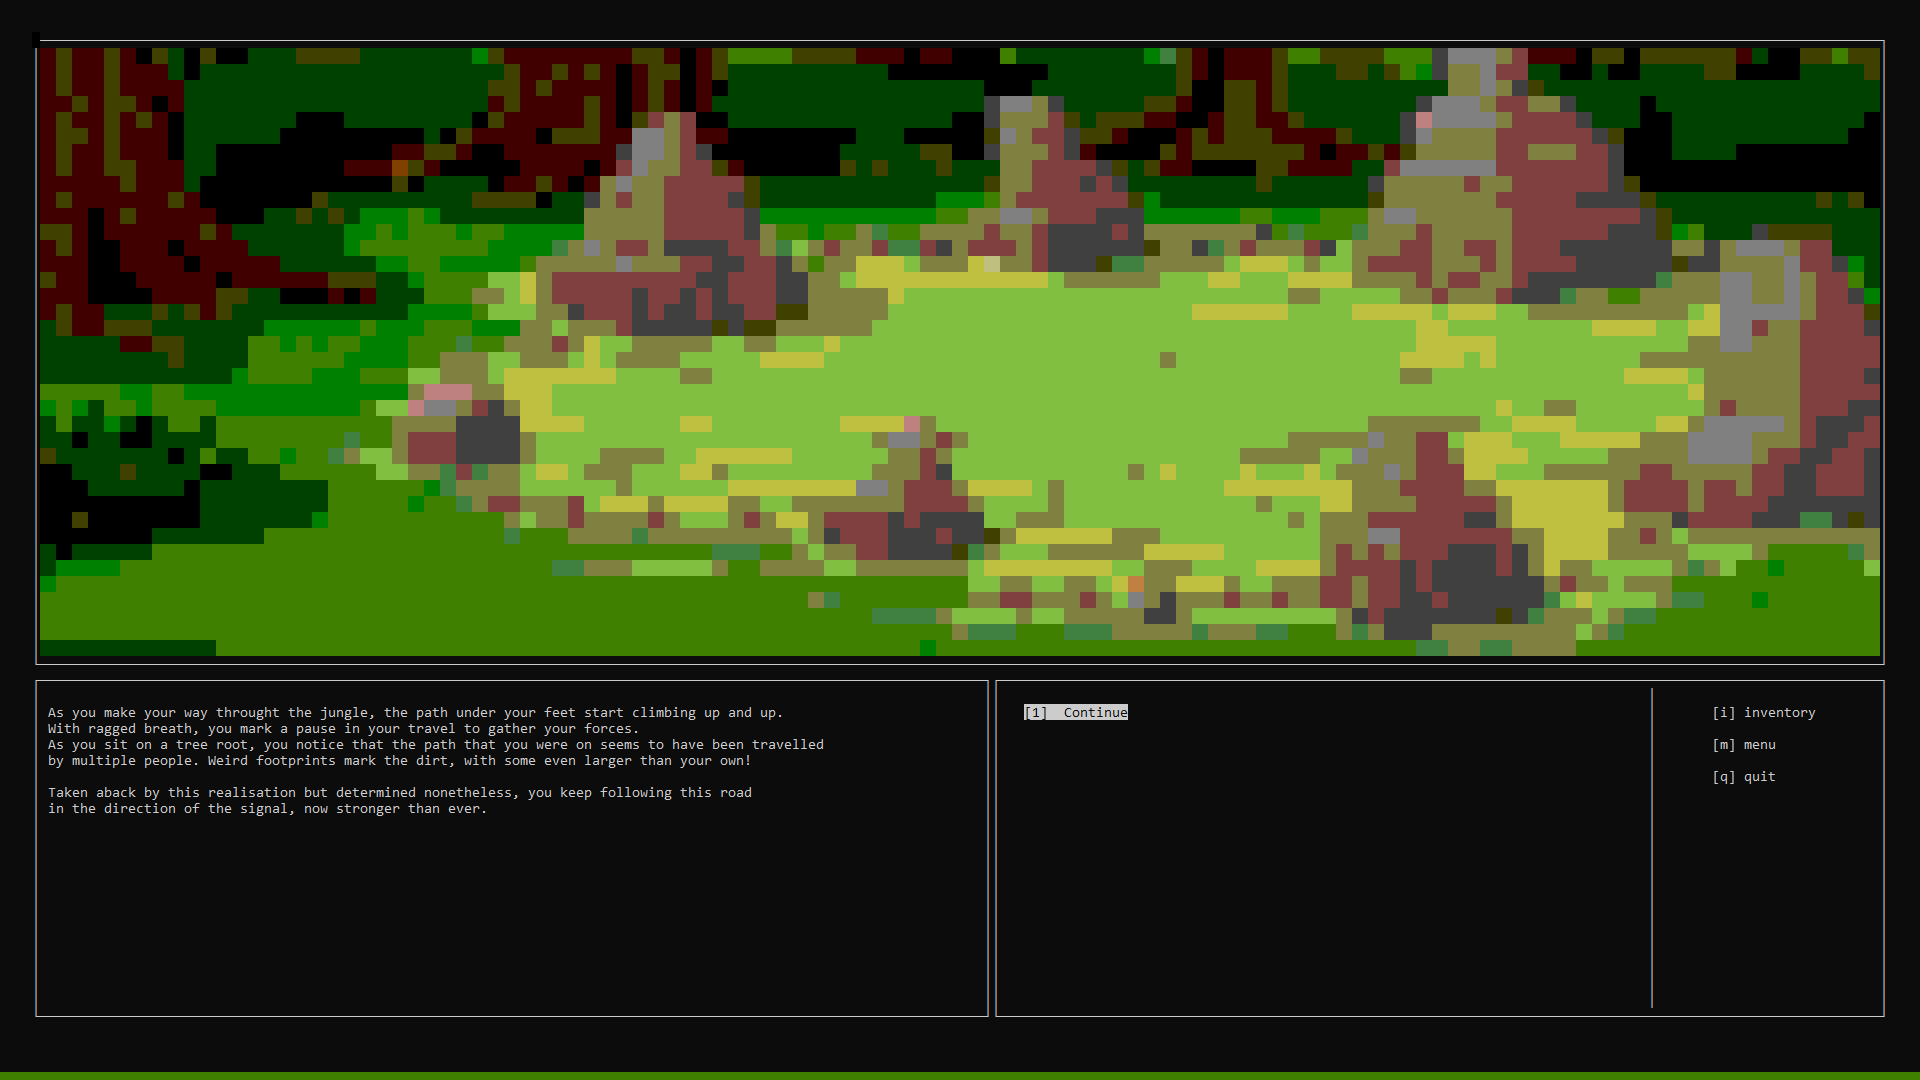 As you make your way throught the jungle, the path under your feet start climbing up and up.
With ragged breath, you mark a pause in your travel to gather your forces.
As you sit on a tree root, you notice that the path that you were on seems to have been travelled
by multiple people. Weird footprints mark the dirt, with some even larger than your own!
Taken aback by this realisation but determined nonetheless, you keep following this road
in the direction of the signal, now stronger than ever.
[1]  Continue
[i] inventory
[m] menu
[q] quit